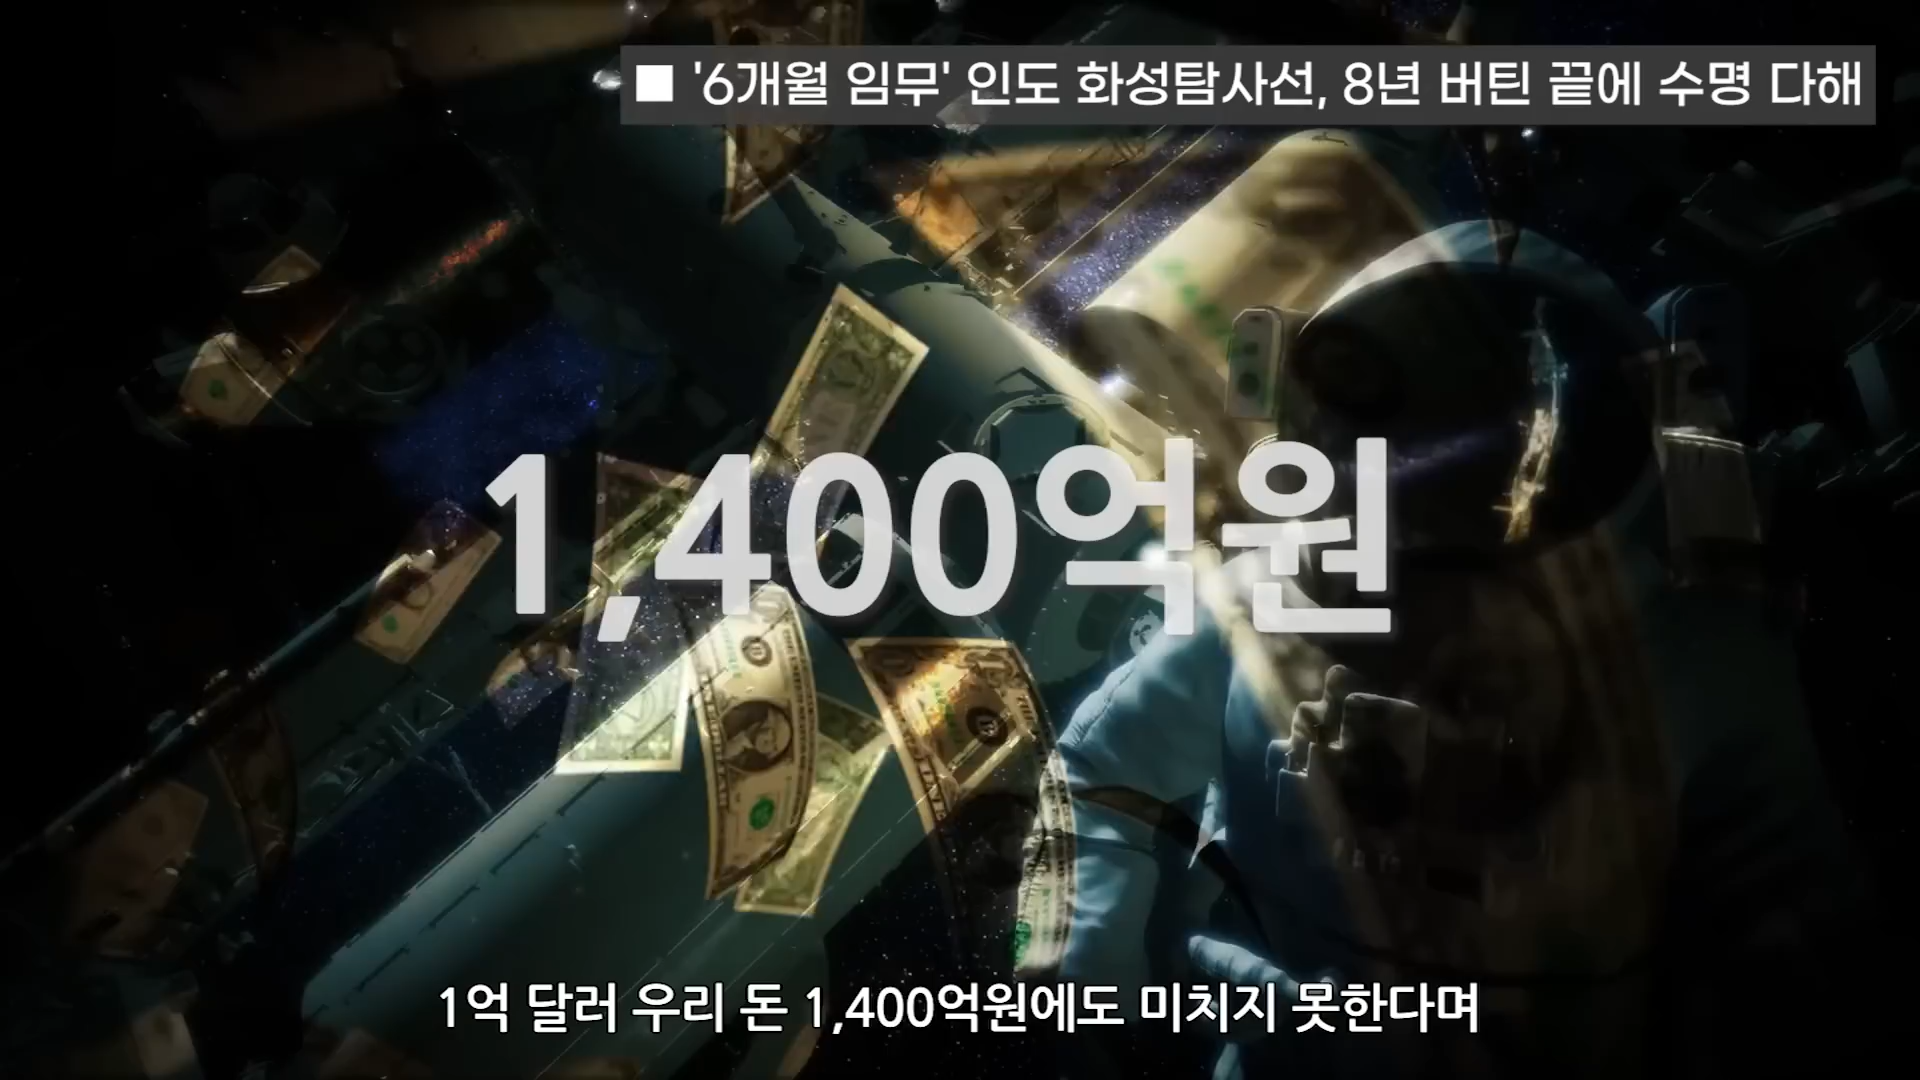 ■ '6개월 임무' 인도 화성탐사선, 8년 버틴 끝에 수명 다해
1,400억원
1억 달러 우리 돈 1,400억원에도 미치지 못한다며